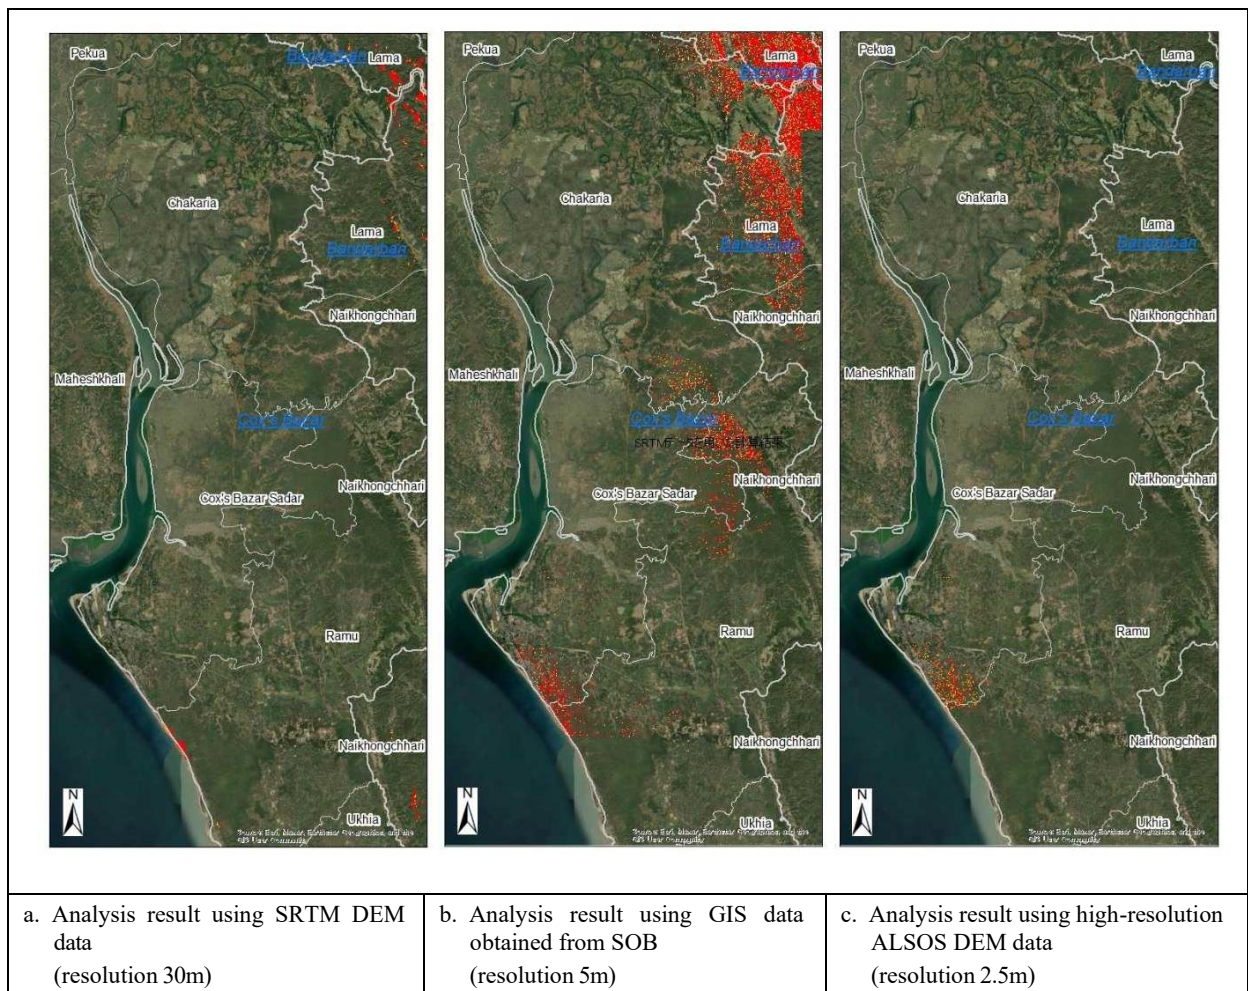 Pekua
Bandarban
Lama
Chakaria
Lama
Bandarban
Naikhongchhari
Maheshkhali
Cox's Bazar
Naikhongchhari
Cox's Bazar Sadar
Ramu
Naikhongchhari
N
Ukhia
Pekua
Lama
Bandarban
Chakaria
Lama
Bandarban
Naikhongchhari
Maheshkhali
Cox's Bazar
Naikhongchhari
Cox's Bazar Sadar
Ramu
Naikhongchhari
N
Ukhia
Pekua
Lama
Bandarban
Chakaria
Lama
Bandarban
Naikhongchhari
Maheshkhali
Cox's Bazar
Naikhongchhari
Cox's Bazar Sadar
Ramu
Naikhongchhari
N
Ukhia
a. Analysis result using SRTM DEM
data
(resolution 30m)
b. Analysis result using GIS data
obtained from SOB
(resolution 5m)
c. Analysis result using high-resolution
ALSOS DEM data
(resolution 2.5m)